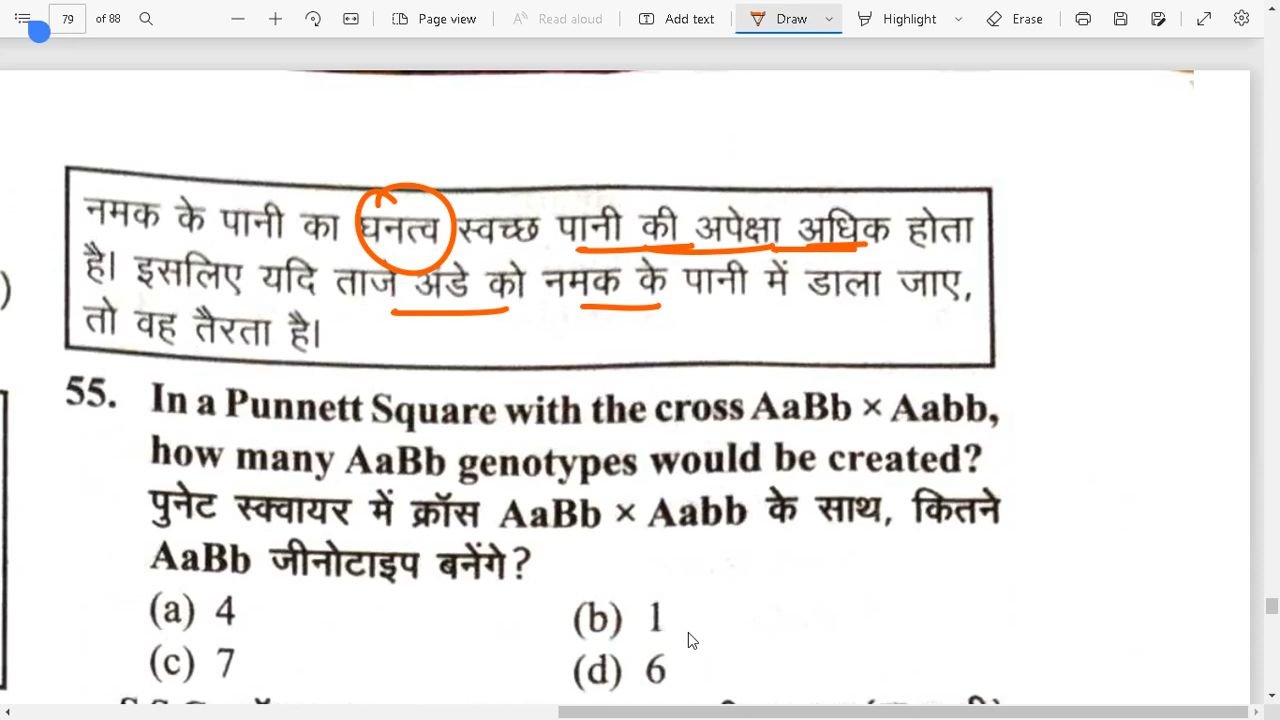 79 of 88 Page view Read aloud Add text Draw Highlight Erase
नमक के पानी का घनत्व स्वच्छ पानी की अपेक्षा अधिक होता
है। इसलिए यदि ताजे अंडे को नमक के पानी में डाला जाए,
तो वह तैरता है।
)
55. In a Punnett Square with the cross AaBb × Aabb,
how many AaBb genotypes would be created?
पुनेट स्क्वायर में क्रॉस AaBb × Aabb के साथ, कितने
AaBb जीनोटाइप बनेंगे?
(a) 4 (b) 1
(c) 7 (d) 6